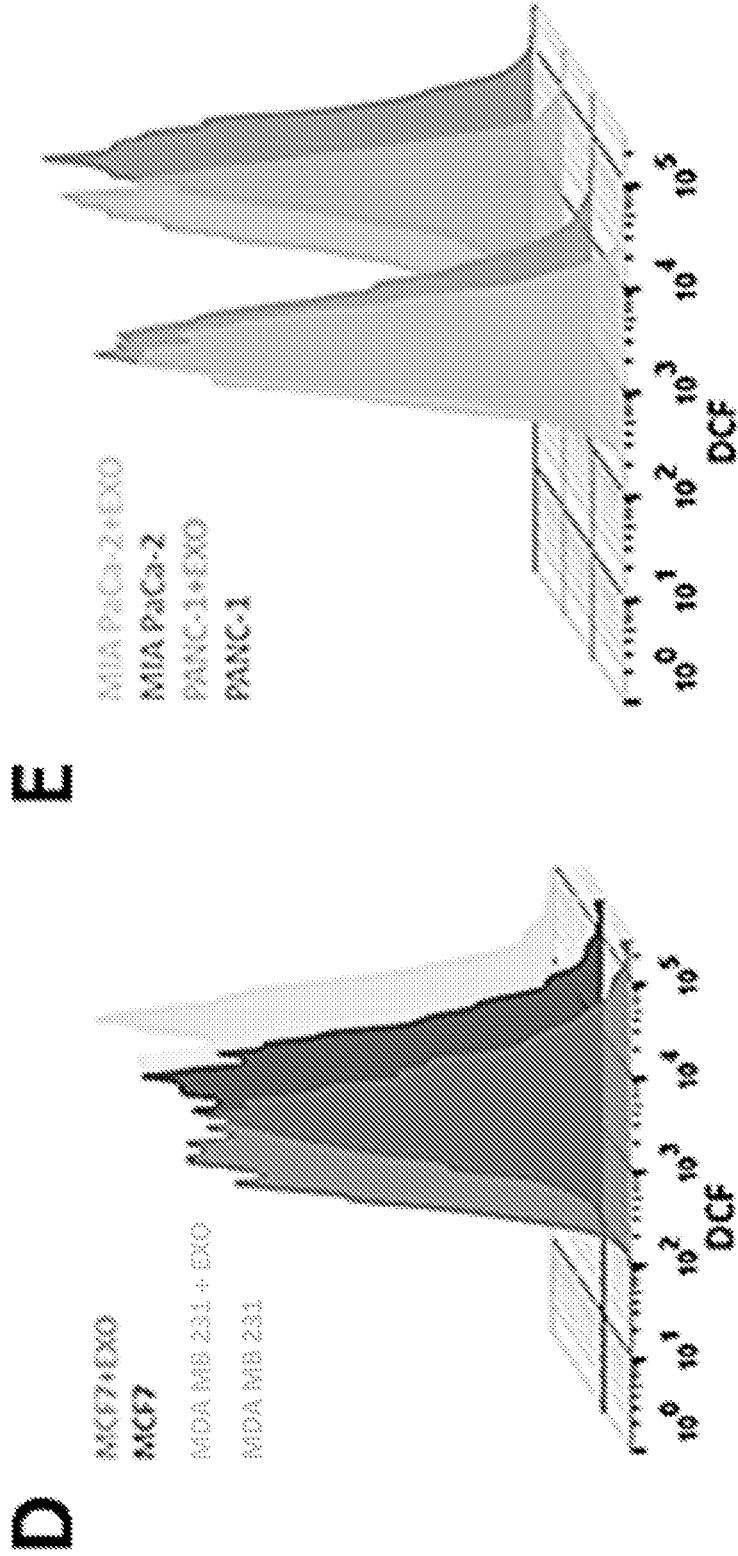 D
MCF7+EXO
MCF7
MDA MB 231 + EXO
MDA MB 231
10^0 10^1 10^2 10^3 10^4 10^5
DCF
E
MIA PaCa-2+EXO
MIA PaCa-2
PANC-1+EXO
PANC-1
10^0 10^1 10^2 10^3 10^4 10^5
DCF